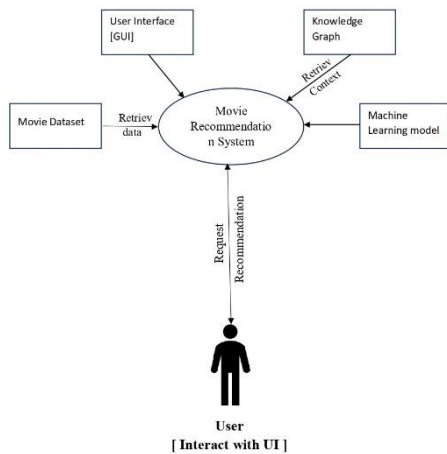 User Interface
[GUI]
Knowledge
Graph
Retriev
Context
Movie Dataset
Retriev
data
Movie
Recommendatio
n System
Machine
Learning model
Request
Recommendation
User
[ Interact with UI ]